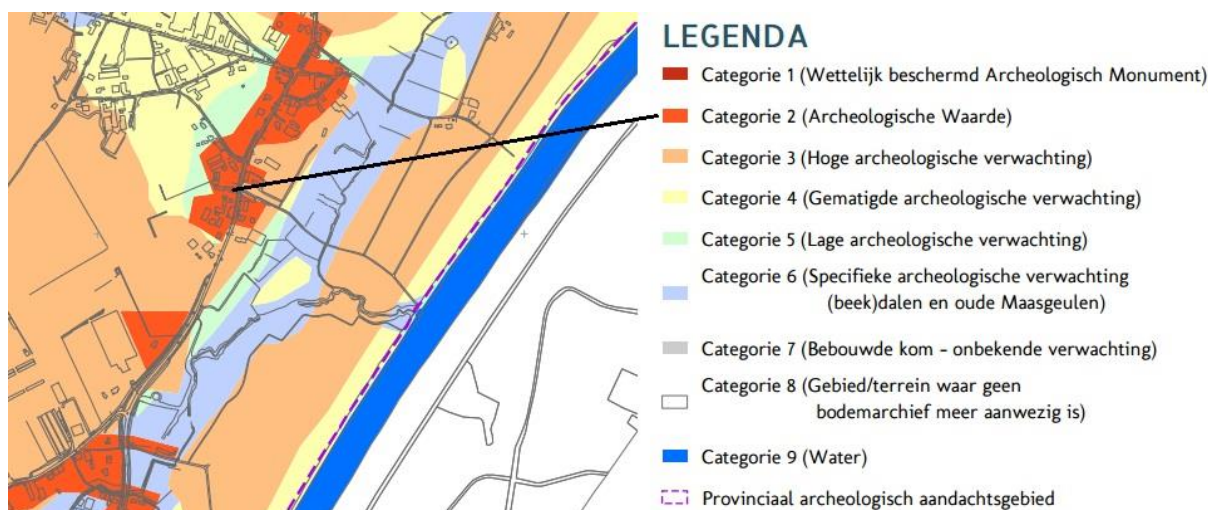 LEGENDA
Categorie 1 (Wettelijk beschermd Archeologisch Monument)
Categorie 2 (Archeologische Waarde)
Categorie 3 (Hoge archeologische verwachting)
Categorie 4 (Gematigde archeologische verwachting)
Categorie 5 (Lage archeologische verwachting)
Categorie 6 (Specifieke archeologische verwachting
(beek)dalen en oude Maasgeulen)
Categorie 7 (Bebouwde kom - onbekende verwachting)
Categorie 8 (Gebied/terrein waar geen
bodemarchief meer aanwezig is)
Categorie 9 (Water)
Provinciaal archeologisch aandachtsgebied